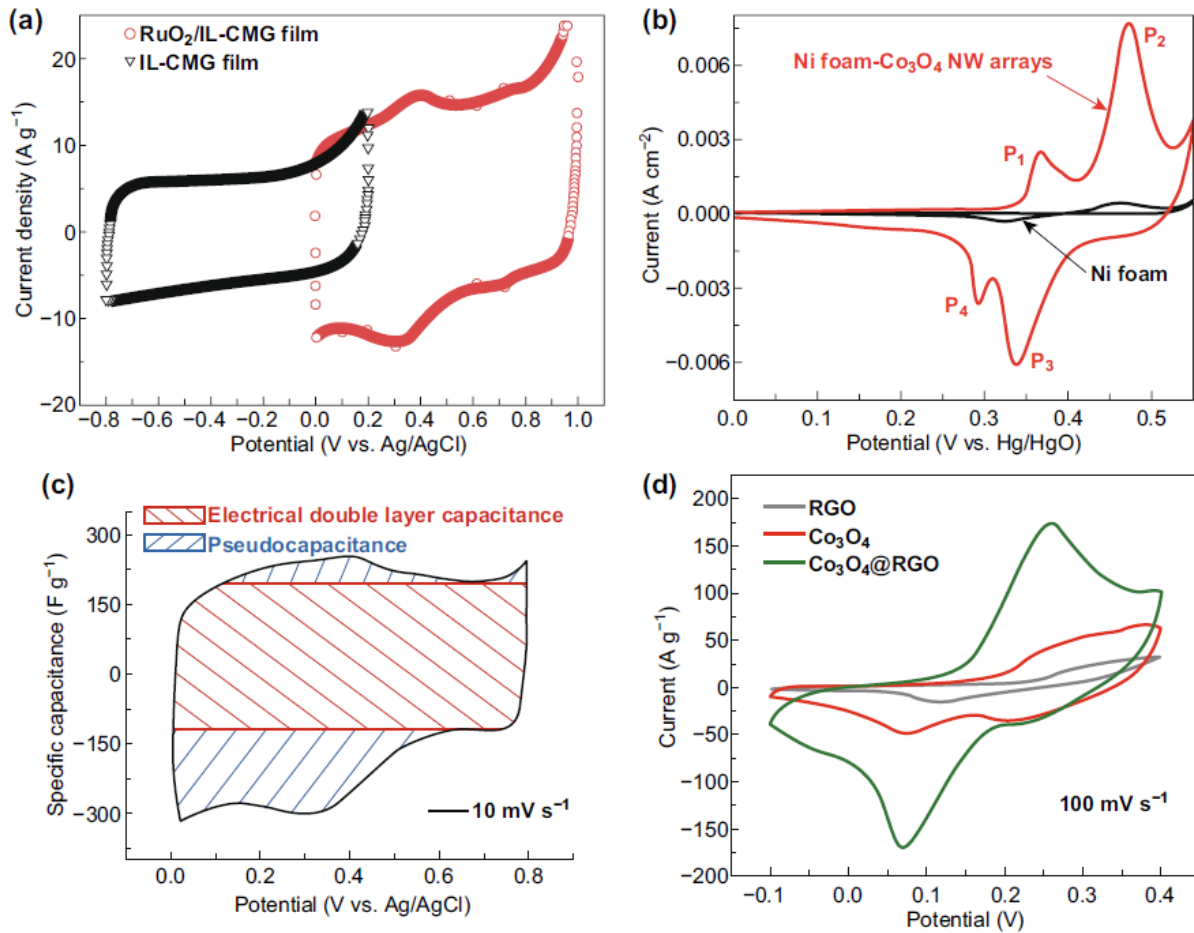 (a)
RuO₂/IL-CMG film
IL-CMG film
Current density (A g⁻¹)
20
10
0
−10
−20
−0.8 −0.6 −0.4 −0.2 0.0 0.2 0.4 0.6 0.8 1.0
Potential (V vs. Ag/AgCl)
(b)
P₂
Ni foam-Co₃O₄ NW arrays
P₁
Ni foam
P₄
P₃
Current (A cm⁻²)
0.006
0.003
0.000
−0.003
−0.006
0 0.1 0.2 0.3 0.4 0.5
Potential (V vs. Hg/HgO)
(c)
Electrical double layer capacitance
Pseudocapacitance
Specific capacitance (F g⁻¹)
300
150
0
−150
−300
10 mV s⁻¹
0.0 0.2 0.4 0.6 0.8
Potential (V vs. Ag/AgCl)
(d)
RGO
Co₃O₄
Co₃O₄@RGO
Current (A g⁻¹)
200
150
100
50
0
−50
−100
−150
−200
100 mV s⁻¹
−0.1 0.0 0.1 0.2 0.3 0.4
Potential (V)